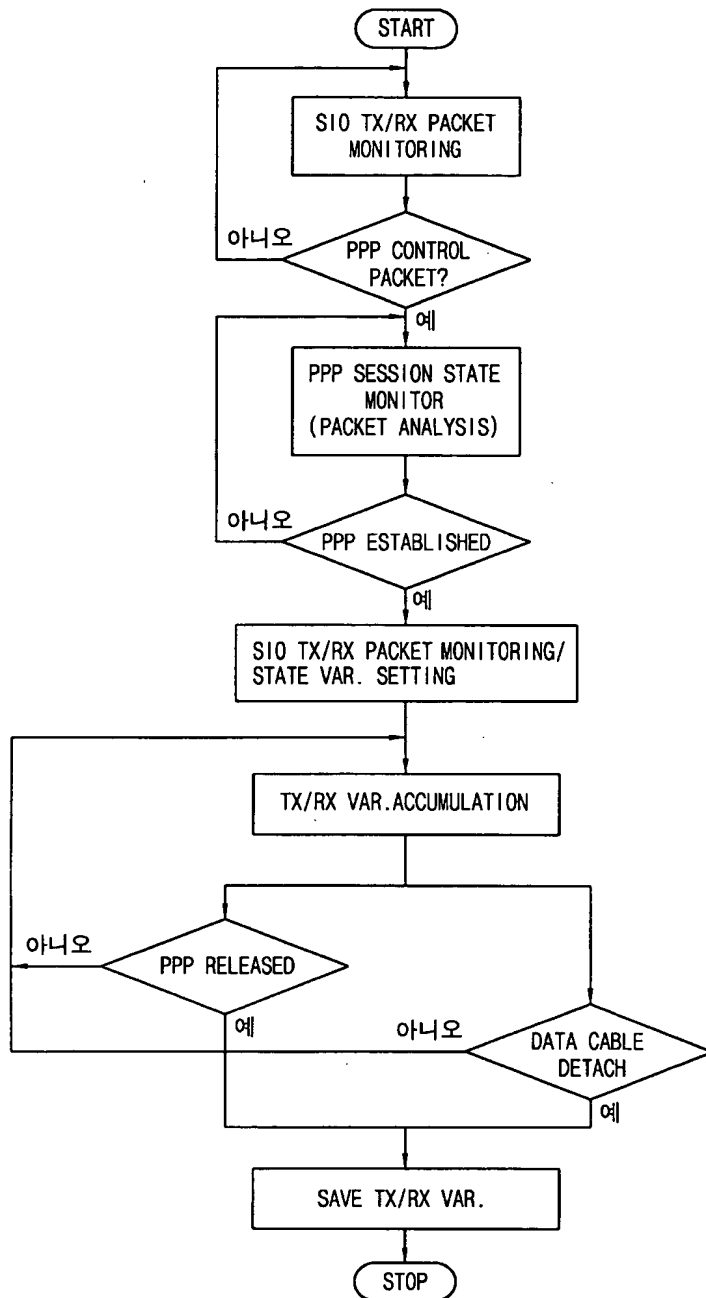 START
SIO TX/RX PACKET
MONITORING
아니오
PPP CONTROL
PACKET?
예
PPP SESSION STATE
MONITOR
(PACKET ANALYSIS)
아니오
PPP ESTABLISHED
예
SIO TX/RX PACKET MONITORING/
STATE VAR. SETTING
TX/RX VAR.ACCUMULATION
아니오
PPP RELEASED
예
아니오
DATA CABLE
DETACH
예
SAVE TX/RX VAR.
STOP